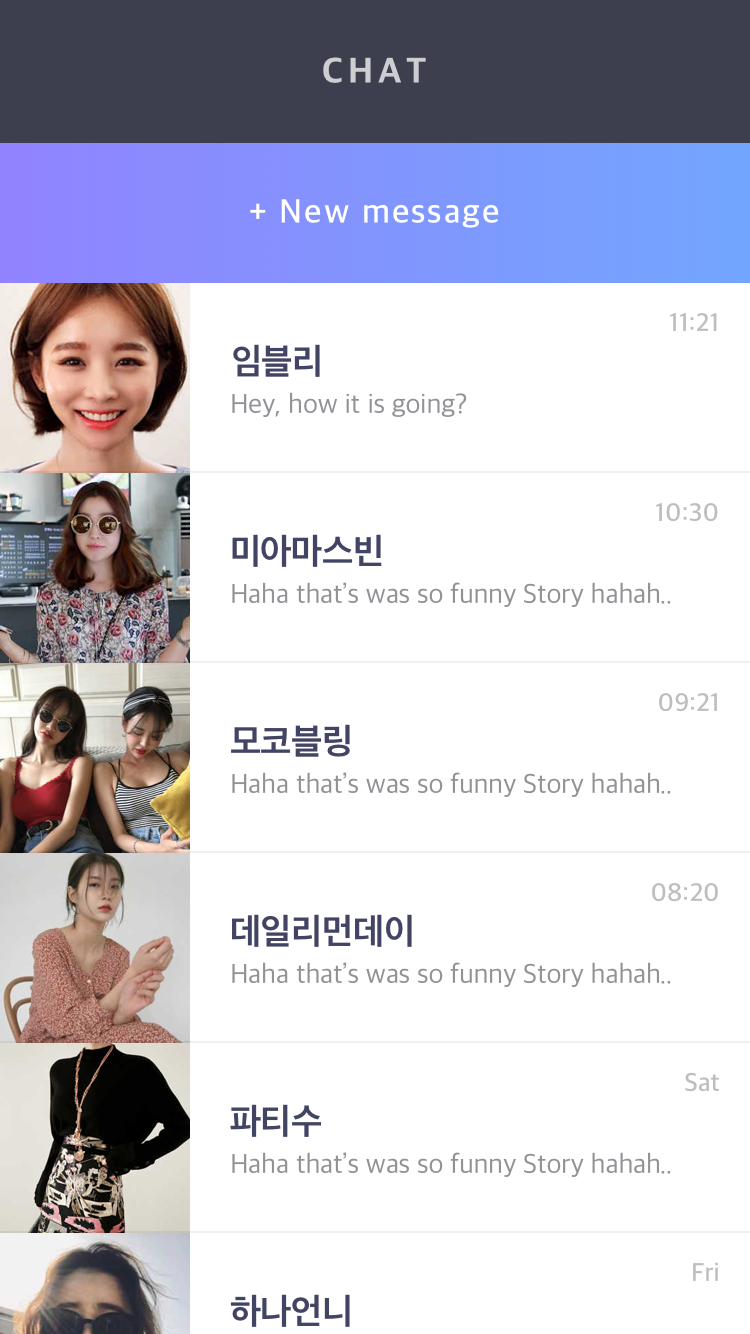 CHAT
+ New message
11:21
임블리
Hey, how it is going?
10:30
미아마스빈
Haha that's was so funny Story hahah..
09:21
모코블링
Haha that's was so funny Story hahah..
08:20
데일리먼데이
Haha that's was so funny Story hahah..
Sat
파티수
Haha that's was so funny Story hahah..
Fri
하나언니